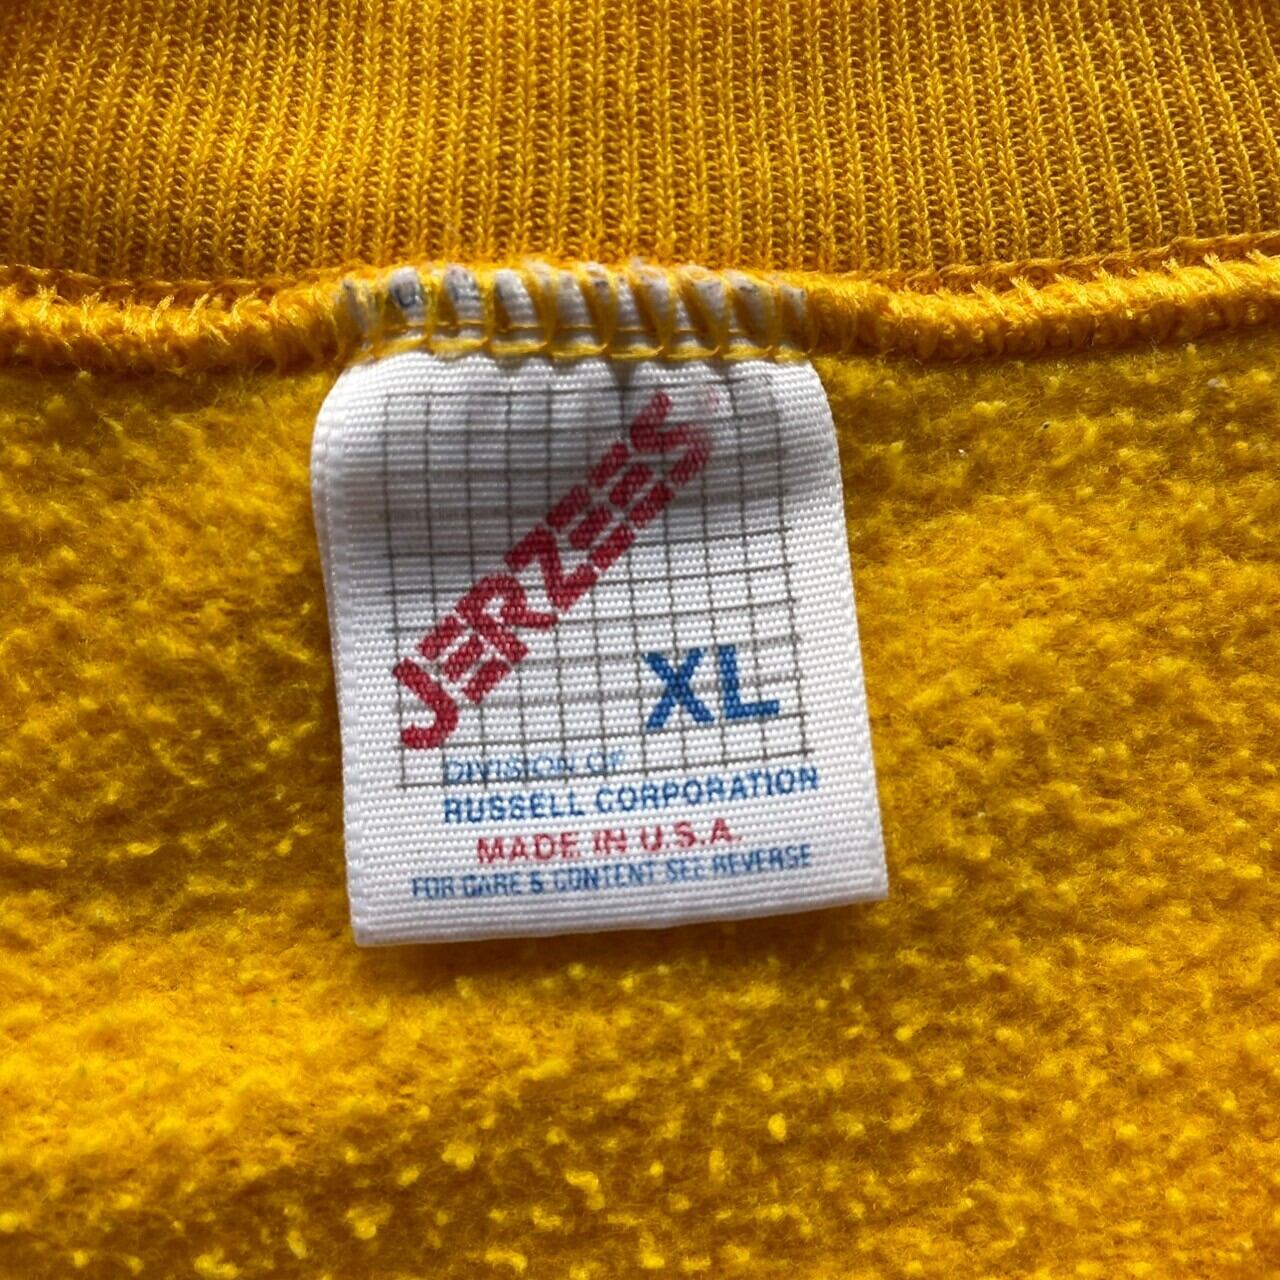 JERZEES
XL
DIVISION OF
RUSSELL CORPORATION
MADE IN U.S.A.
FOR CARE & CONTENT SEE REVERSE